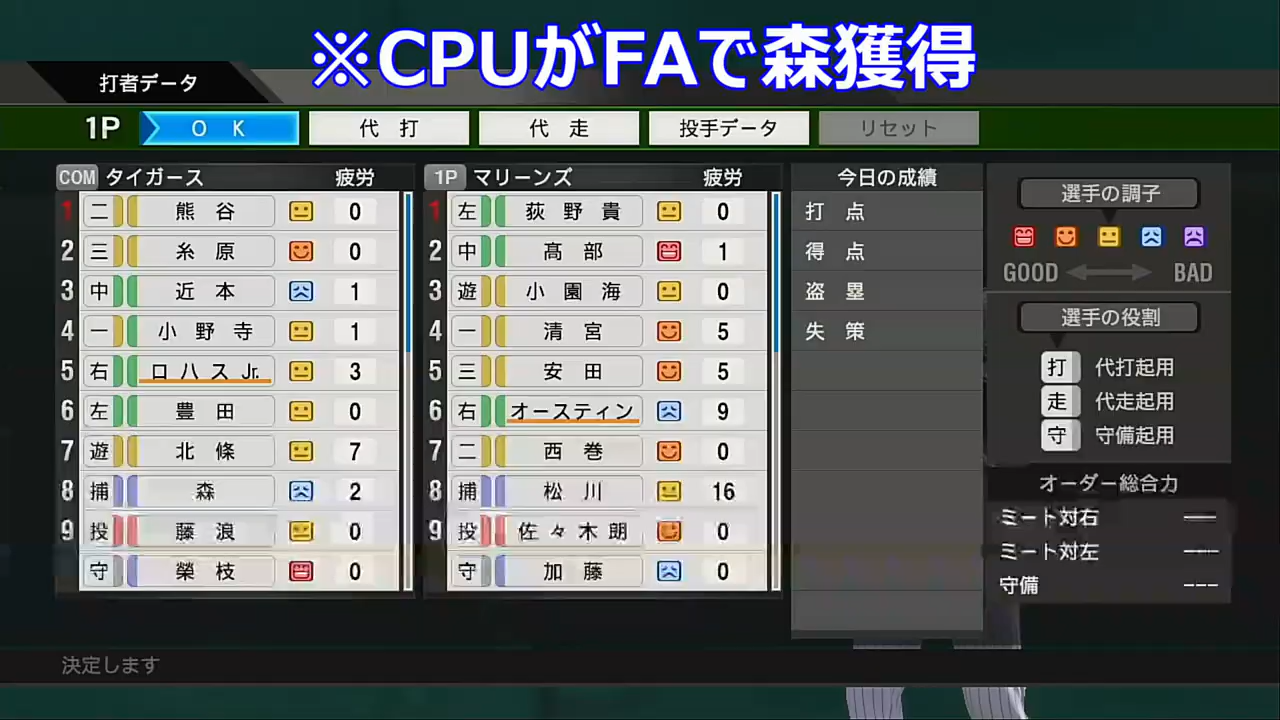 ※CPUがFAで森獲得
打者データ
1P OK 代打 代走 投手データ リセット
COM タイガース 疲労
1 二 熊谷 0
2 三 糸原 0
3 中 近本 1
4 一 小野寺 1
5 右 ロハスJr. 3
6 左 豊田 0
7 遊 北條 7
8 捕 森 2
9 投 藤浪 0
守 榮枝 0
1P マリーンズ 疲労
1 左 荻野貴 0
2 中 髙部 1
3 遊 小園海 0
4 一 清宮 5
5 三 安田 5
6 右 オースティン 9
7 二 西巻 0
8 捕 松川 16
9 投 佐々木朗 0
守 加藤 0
今日の成績
打点
得点
盗塁
失策
選手の調子
GOOD BAD
選手の役割
打 代打起用
走 代走起用
守 守備起用
オーダー総合力
ミート対右 ---
ミート対左 ---
守備 ---
決定します